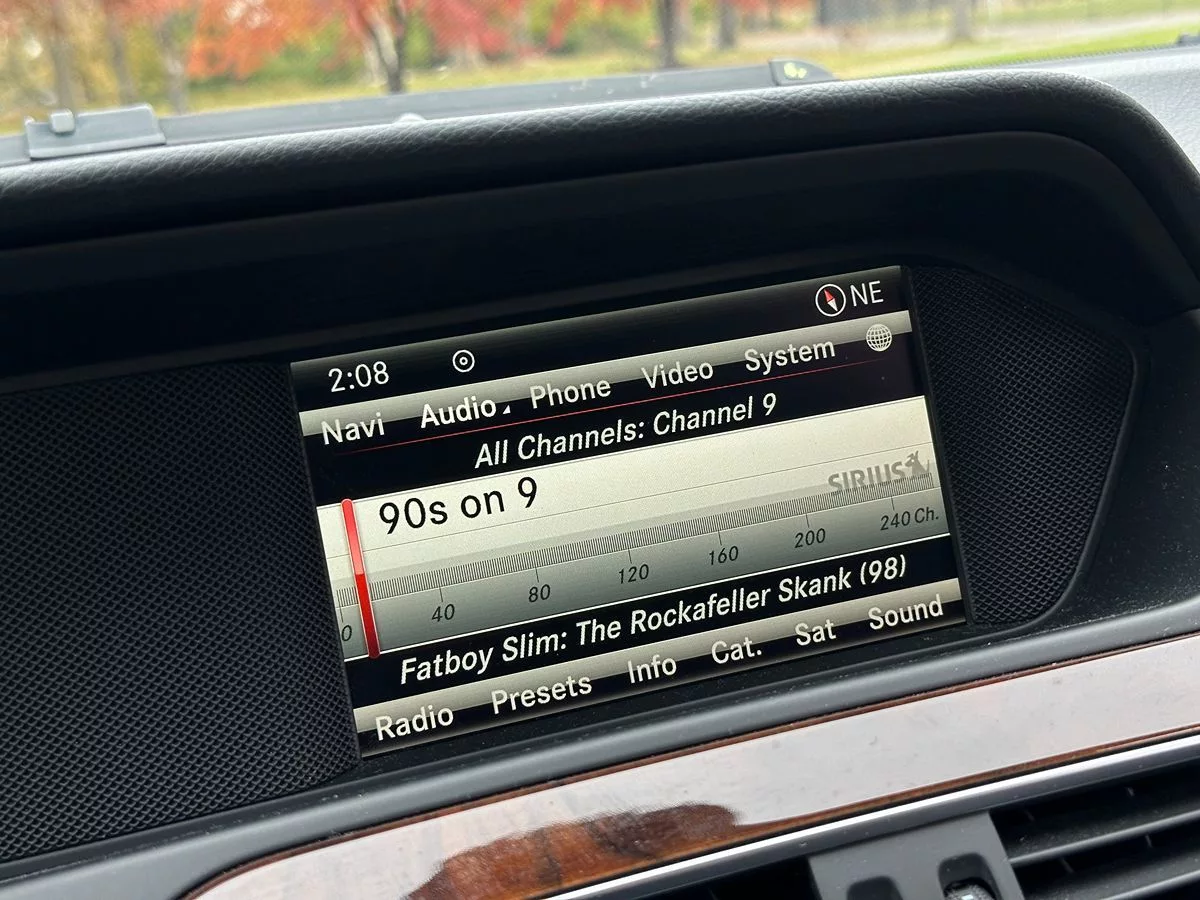 2:08 NE
Navi Audio Phone Video System
All Channels: Channel 9
90s on 9
SIRIUS
0 40 80 120 160 200 240 Ch.
Fatboy Slim: The Rockafeller Skank (98)
Radio Presets Info Cat. Sat Sound